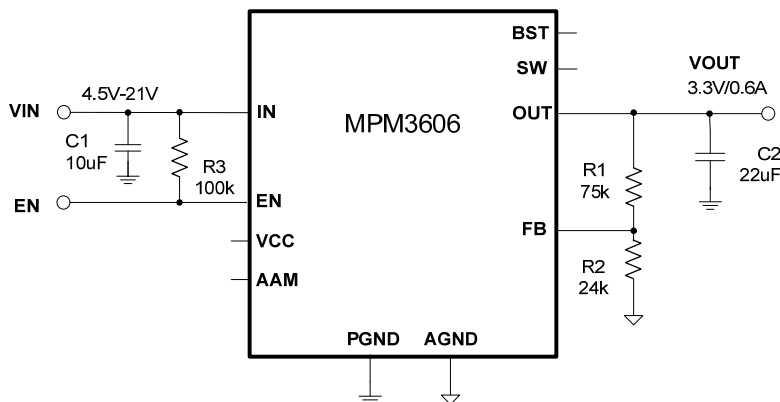 BST
VOUT
SW
4.5V-21V
3.3V/0.6A
VIN
IN
OUT
MPM3606
C1
10uF
R3
100k
C2
22uF
R1
75k
EN
EN
FB
VCC
R2
24k
AAM
PGND
AGND